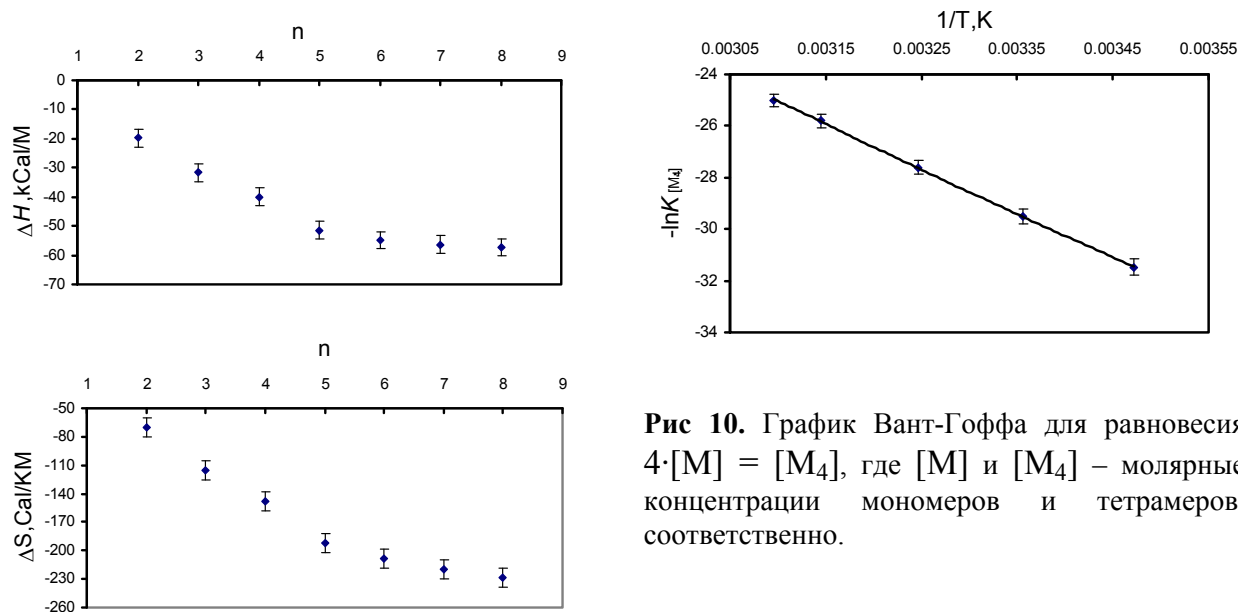 n
1 2 3 4 5 6 7 8 9
0
-10
-20
-30
-40
-50
-60
-70
ΔH,kCal/M
n
1 2 3 4 5 6 7 8 9
-50
-80
-110
-140
-170
-200
-230
-260
ΔS,Cal/KM
1/T,K
0.00305 0.00315 0.00325 0.00335 0.00345 0.00355
-24
-26
-28
-30
-32
-34
-lnK[M₄]
Рис 10. График Вант-Гоффа для равновесия
4·[M] = [M₄], где [M] и [M₄] – молярные
концентрации мономеров и тетрамеров
соответственно.